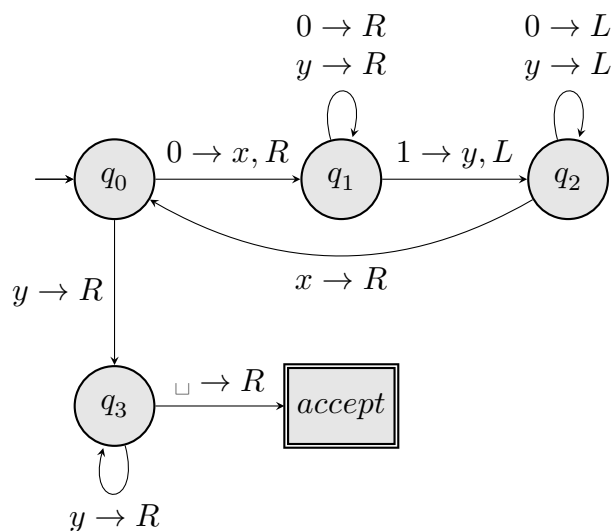 0 → R
y → R
0 → L
y → L
q₀
0 → x, R
q₁
1 → y, L
q₂
x → R
y → R
q₃
␣ → R
accept
y → R